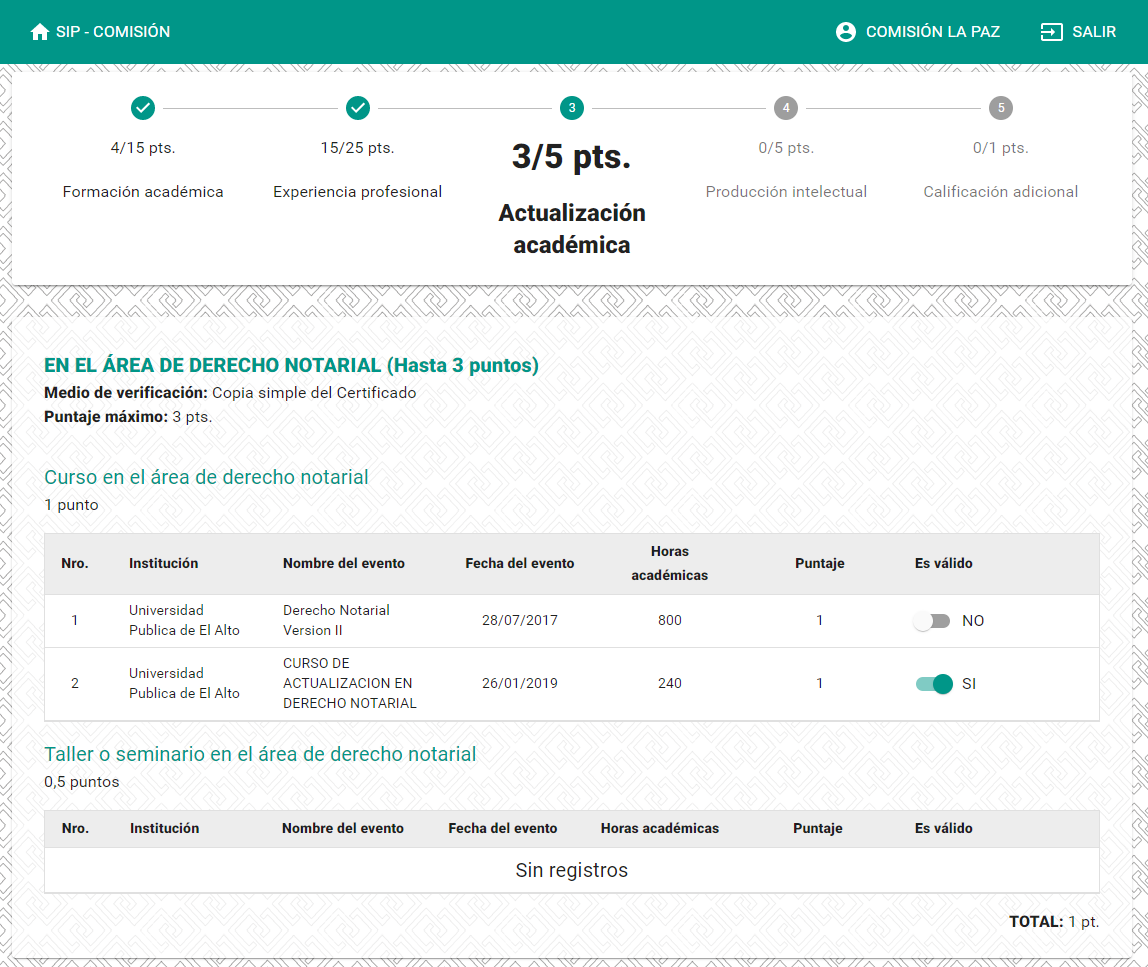 SIP - COMISIÓN
COMISIÓN LA PAZ
SALIR
3
4
5
4/15 pts.
15/25 pts.
3/5 pts.
0/5 pts.
0/1 pts.
Formación académica
Experiencia profesional
Actualización
académica
Producción intelectual
Calificación adicional
EN EL ÁREA DE DERECHO NOTARIAL (Hasta 3 puntos)
Medio de verificación: Copia simple del Certificado
Puntaje máximo: 3 pts.
Curso en el área de derecho notarial
1 punto
Nro. Institución Nombre del evento Fecha del evento Horas académicas Puntaje Es válido
1 Universidad Publica de El Alto Derecho Notarial Version II 28/07/2017 800 1 NO
2 Universidad Publica de El Alto CURSO DE ACTUALIZACION EN DERECHO NOTARIAL 26/01/2019 240 1 SI
Taller o seminario en el área de derecho notarial
0,5 puntos
Nro. Institución Nombre del evento Fecha del evento Horas académicas Puntaje Es válido
Sin registros
TOTAL: 1 pt.